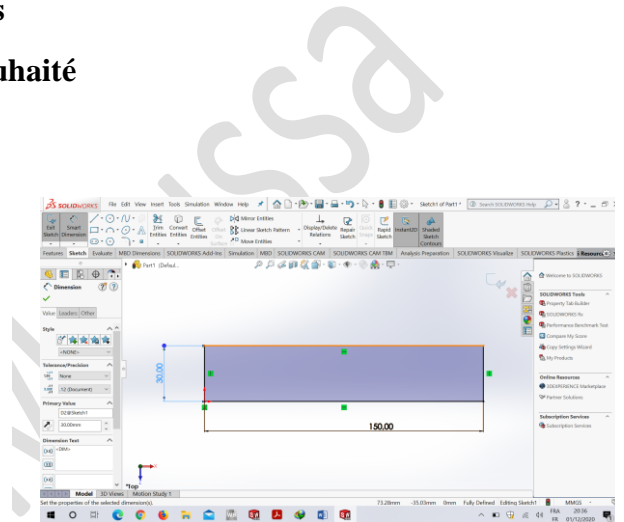 s
uhaité
SOLIDWORKS File Edit View Insert Tools Simulation Window Help Sketch1 of Part1 * Search SOLIDWORKS Help
Exit Sketch Smart Dimension Trim Entities Convert Entities Offset Entities Mirror Entities Linear Sketch Pattern Move Entities Display/Delete Relations Repair Sketch Rapid Sketch Instant2D Shaded Sketch Contours
Features Sketch Evaluate MBD Dimensions SOLIDWORKS Add-Ins Simulation MBD SOLIDWORKS CAM SOLIDWORKS CAM TBM Analysis Preparation SOLIDWORKS Visualize SOLIDWORKS Plastics
Part1 (Defaul...
Dimension
Value Leaders Other
Style
<NONE>
Tolerance/Precision
None
.12 (Document)
Primary Value
D2@Sketch1
30.00mm
Dimension Text
<DIM>
30.00
150.00
*Top
Welcome to SOLIDWORKS
SOLIDWORKS Tools
Property Tab Builder
SOLIDWORKS Rx
Performance Benchmark Test
Compare My Score
Copy Settings Wizard
My Products
Online Resources
3DEXPERIENCE Marketplace
Partner Solutions
Subscription Services
Subscription Services
Model 3D Views Motion Study 1
Set the properties of the selected dimension(s). 73.28mm -35.03mm 0mm Fully Defined Editing Sketch1 MMGS
FRA 20:36
FR 01/12/2020